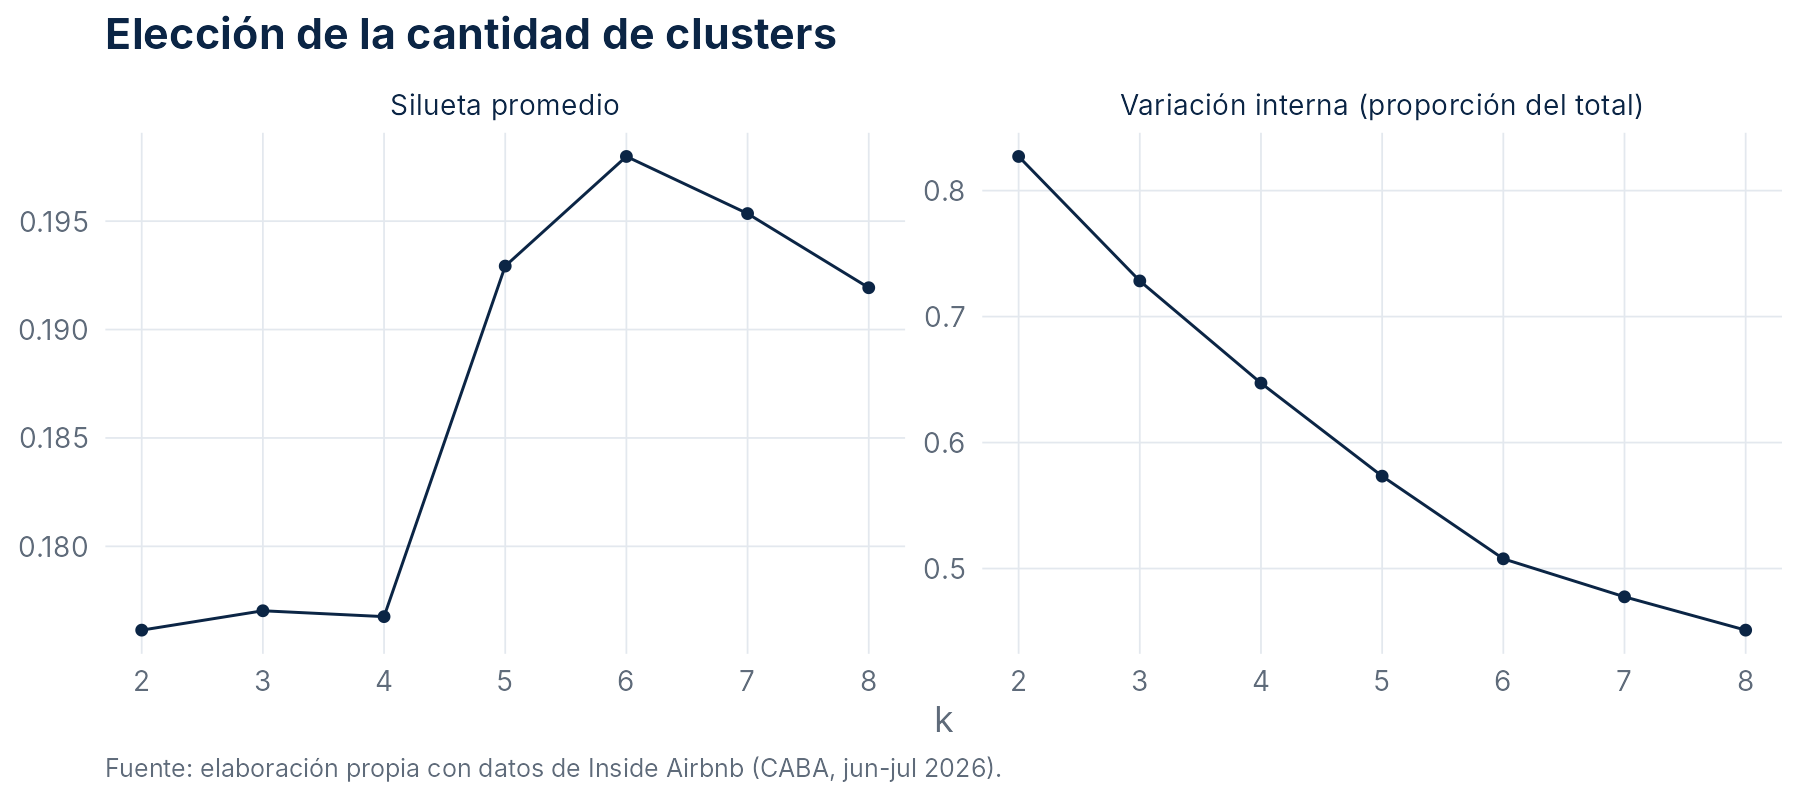 Elección de la cantidad de clusters
Silueta promedio
Variación interna (proporción del total)
0.195
0.190
0.185
0.180
2 3 4 5 6 7 8
0.8
0.7
0.6
0.5
2 3 4 5 6 7 8
k
Fuente: elaboración propia con datos de Inside Airbnb (CABA, jun-jul 2026).